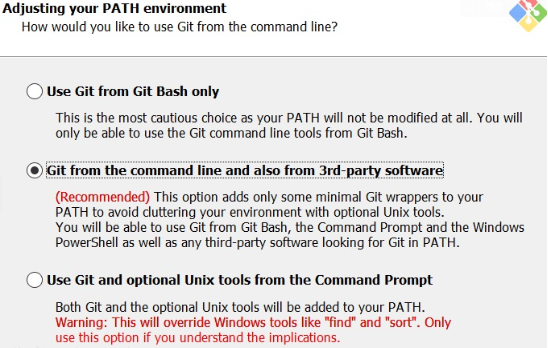 Adjusting your PATH environment
How would you like to use Git from the command line?
Use Git from Git Bash only
This is the most cautious choice as your PATH will not be modified at all. You will
only be able to use the Git command line tools from Git Bash.
Git from the command line and also from 3rd-party software
(Recommended) This option adds only some minimal Git wrappers to your
PATH to avoid cluttering your environment with optional Unix tools.
You will be able to use Git from Git Bash, the Command Prompt and the Windows
PowerShell as well as any third-party software looking for Git in PATH.
Use Git and optional Unix tools from the Command Prompt
Both Git and the optional Unix tools will be added to your PATH.
Warning: This will override Windows tools like "find" and "sort". Only
use this option if you understand the implications.